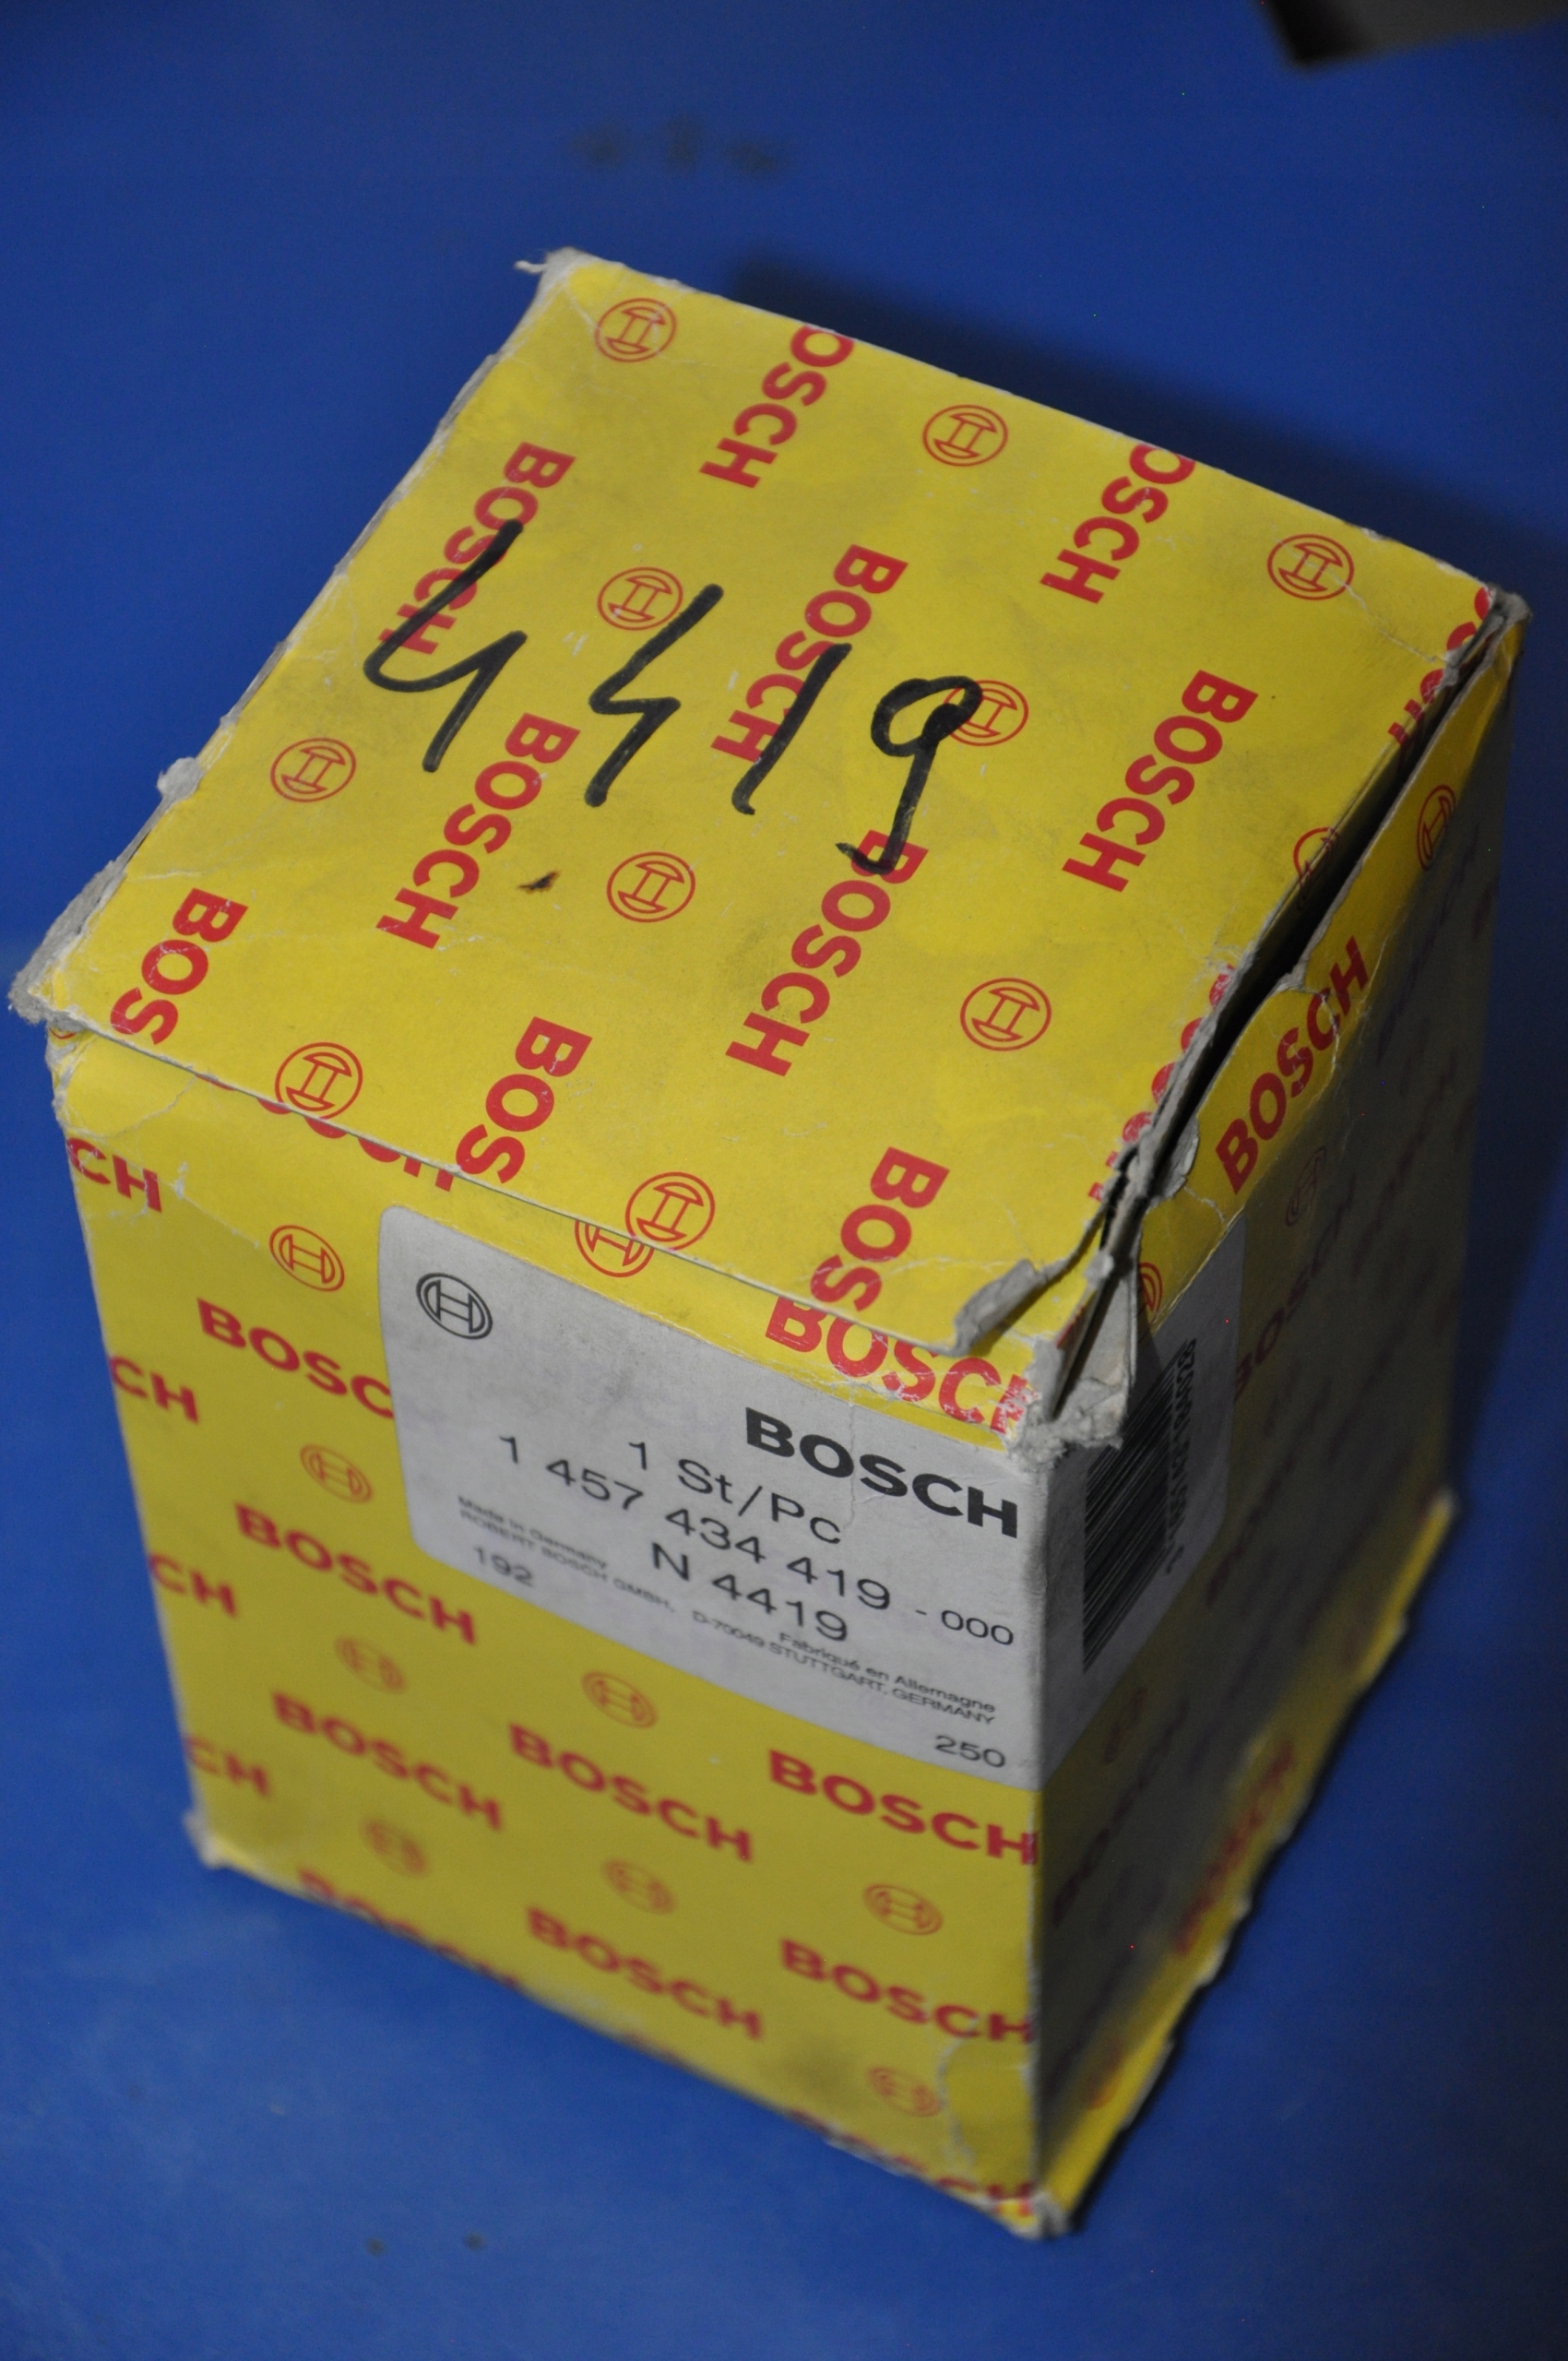 4419
BOSCH
1 St/Pc
1 457 434 419 - 000
N 4419
Made in Germany Fabriqué en Allemagne
ROBERT BOSCH GMBH, D-70049 STUTTGART, GERMANY
192 250